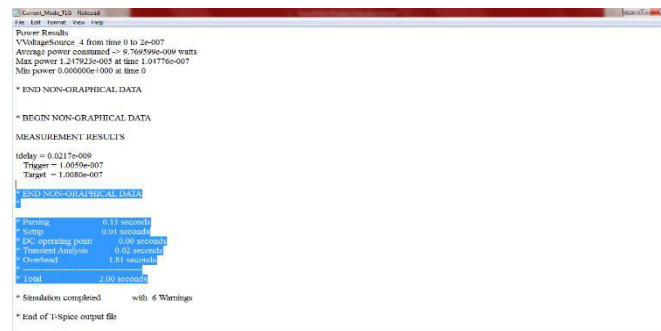 Current_Mode_TLG - Notepad
File Edit Format View Help
Power Results
VVoltageSource_4 from time 0 to 2e-007
Average power consumed -> 9.769599e-009 watts
Max power 1.247923e-005 at time 1.04776e-007
Min power 0.000000e+000 at time 0
* END NON-GRAPHICAL DATA
* BEGIN NON-GRAPHICAL DATA
MEASUREMENT RESULTS
tdelay = 0.0217e-009
Trigger = 1.0059e-007
Target = 1.0080e-007
* END NON-GRAPHICAL DATA
*
* Parsing 0.13 seconds
* Setup 0.04 seconds
* DC operating point 0.00 seconds
* Transient Analysis 0.02 seconds
* Overhead 1.81 seconds
* -----------------------------------------
* Total 2.00 seconds
* Simulation completed with 6 Warnings
* End of T-Spice output file